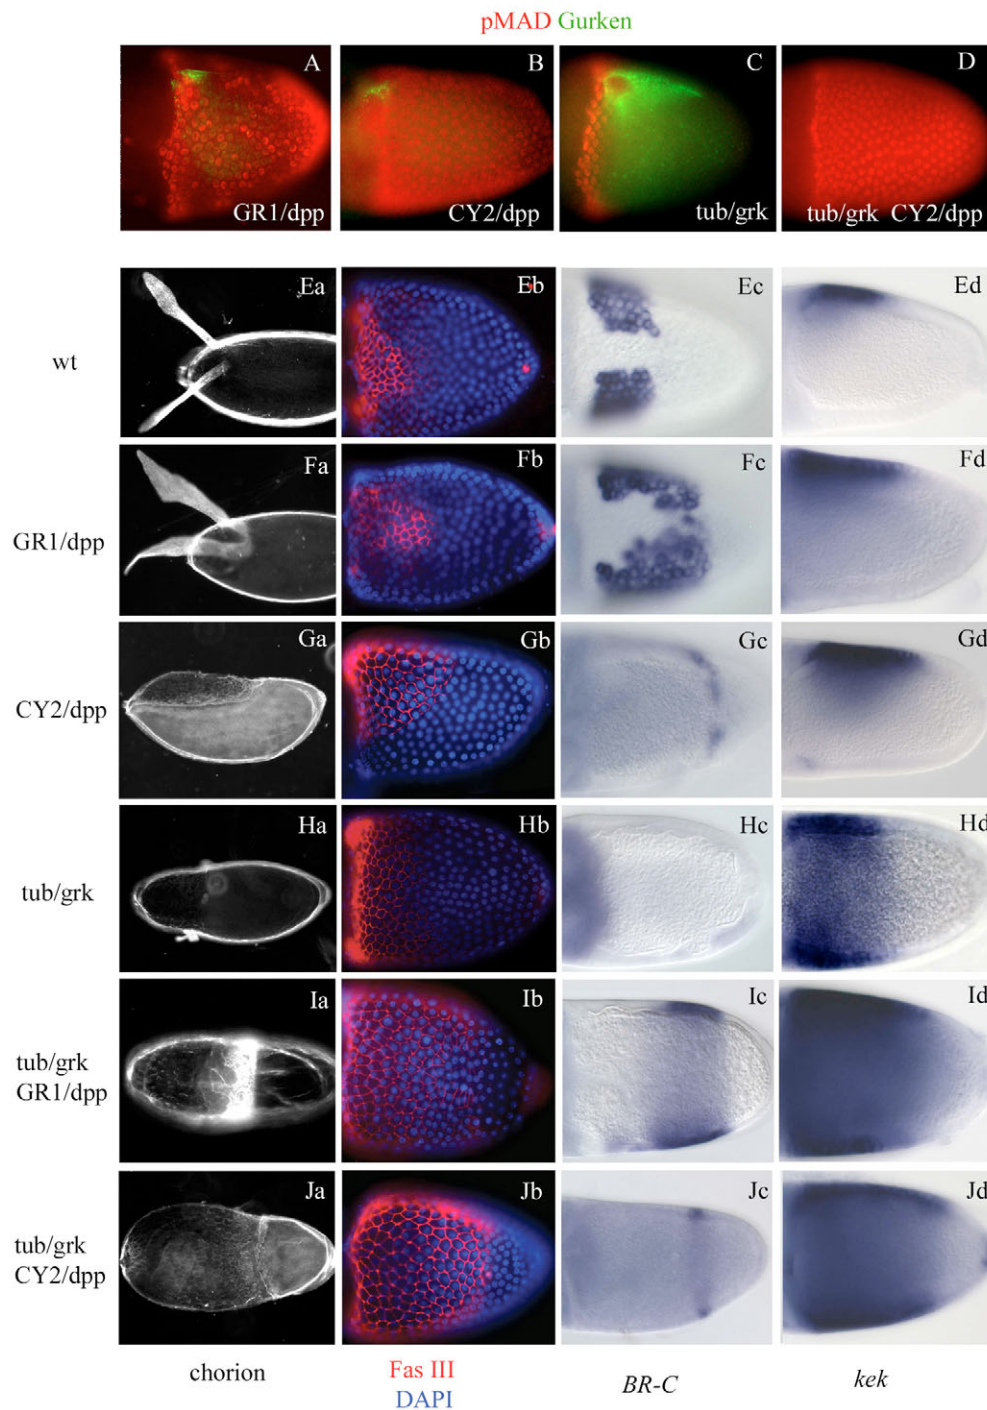 pMAD Gurken
A B C D
GR1/dpp CY2/dpp tub/grk tub/grk CY2/dpp
Ea Eb Ec Ed
wt
Fa Fb Fc Fd
GR1/dpp
Ga Gb Gc Gd
CY2/dpp
Ha Hb Hc Hd
tub/grk
Ia Ib Ic Id
tub/grk
GR1/dpp
Ja Jb Jc Jd
tub/grk
CY2/dpp
chorion Fas III BR-C kek
DAPI